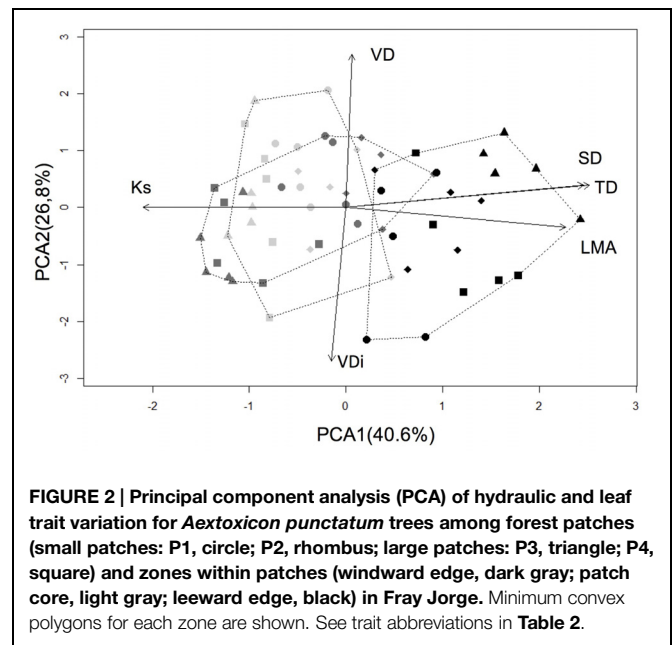 3
2
1
0
-1
-2
-3
PCA2(26,8%)
VD
SD
TD
LMA
Ks
VDi
-2 -1 0 1 2 3
PCA1(40.6%)
FIGURE 2 | Principal component analysis (PCA) of hydraulic and leaf
trait variation for Aextoxicon punctatum trees among forest patches
(small patches: P1, circle; P2, rhombus; large patches: P3, triangle; P4,
square) and zones within patches (windward edge, dark gray; patch
core, light gray; leeward edge, black) in Fray Jorge. Minimum convex
polygons for each zone are shown. See trait abbreviations in Table 2.